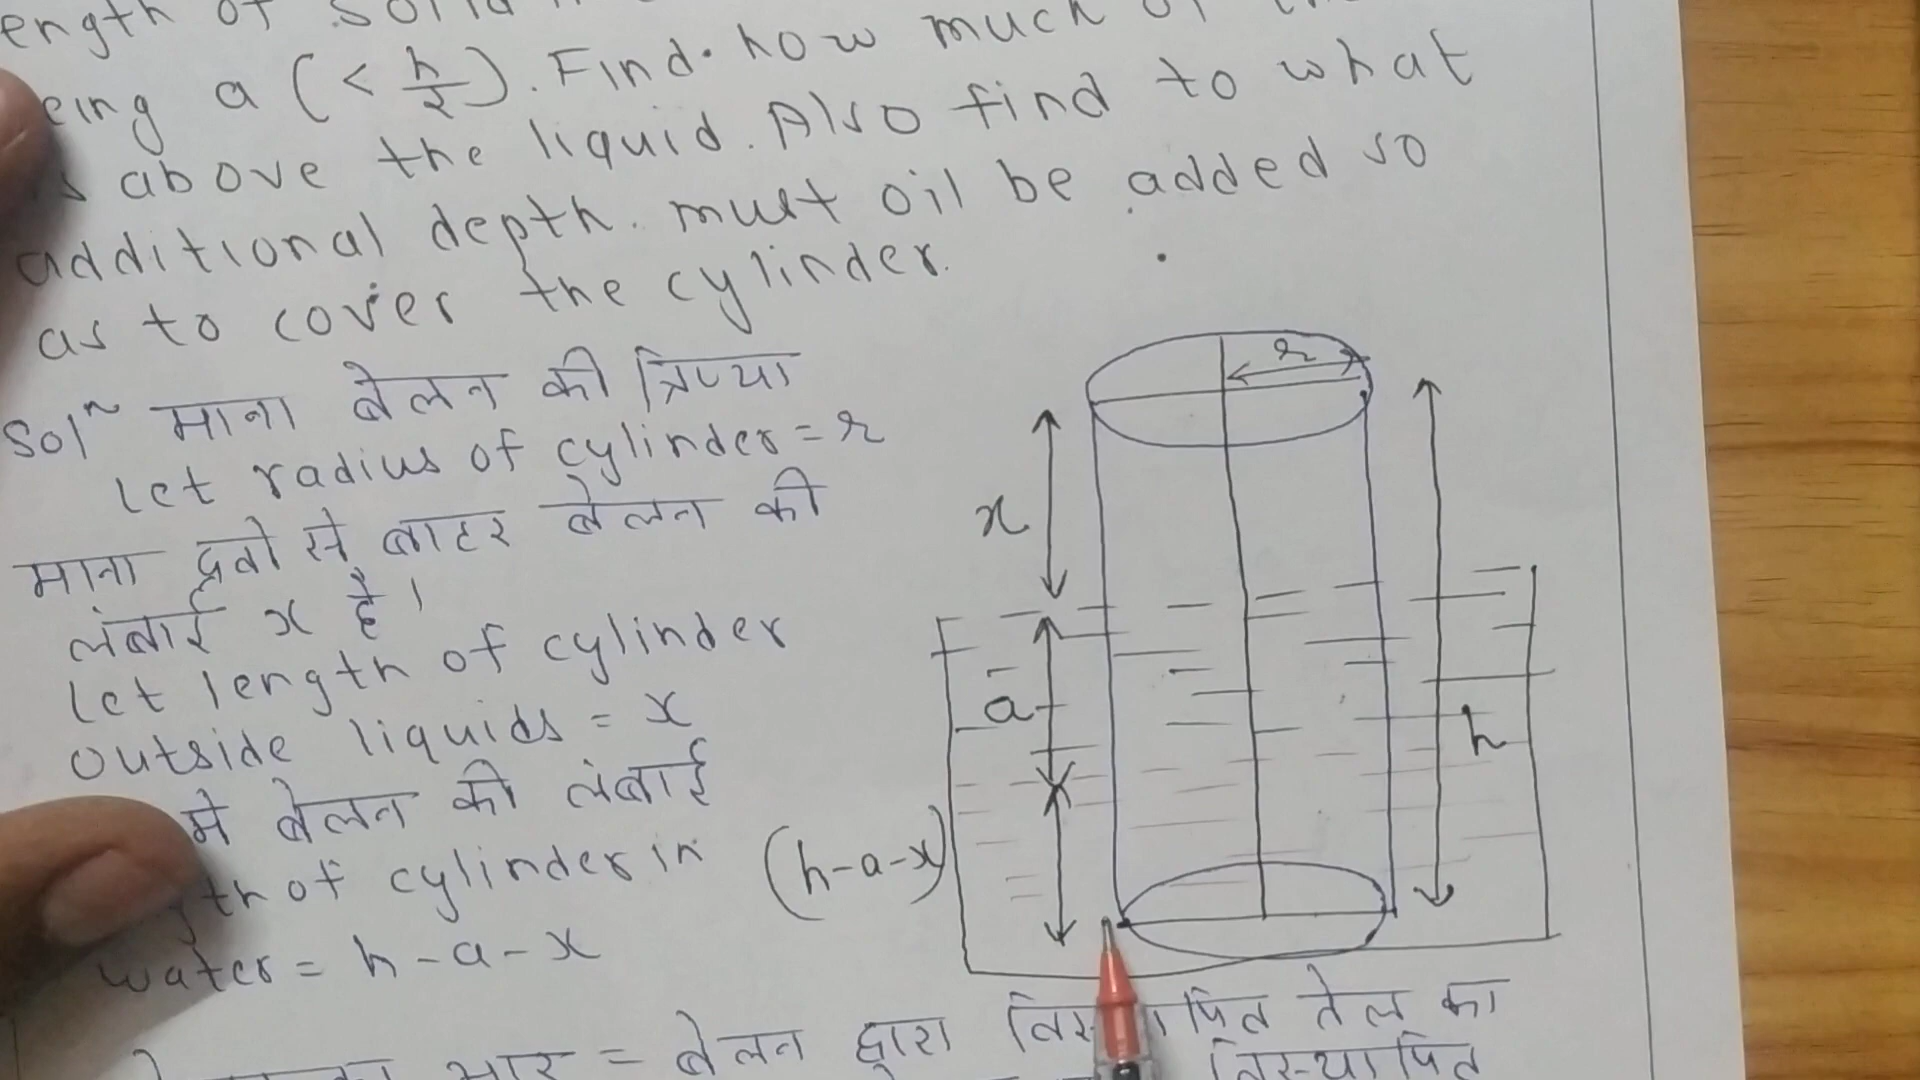 ength of solid
eing a (< h/2). Find how much of
above the liquid. Also find to what
additional depth. must oil be added so
as to cover the cylinder.
Solⁿ माना बेलन की त्रिज्या
Let radius of cylinder = r
माना द्रवो से बाहर बेलन की
लंबाई x है।
Let length of cylinder
outside liquids = x
मे बेलन की लंबाई
th of cylinder in
water = h-a-x
भार = बेलन द्वारा तेल का
विस्थापित
r
x
a
h
(h-a-x)